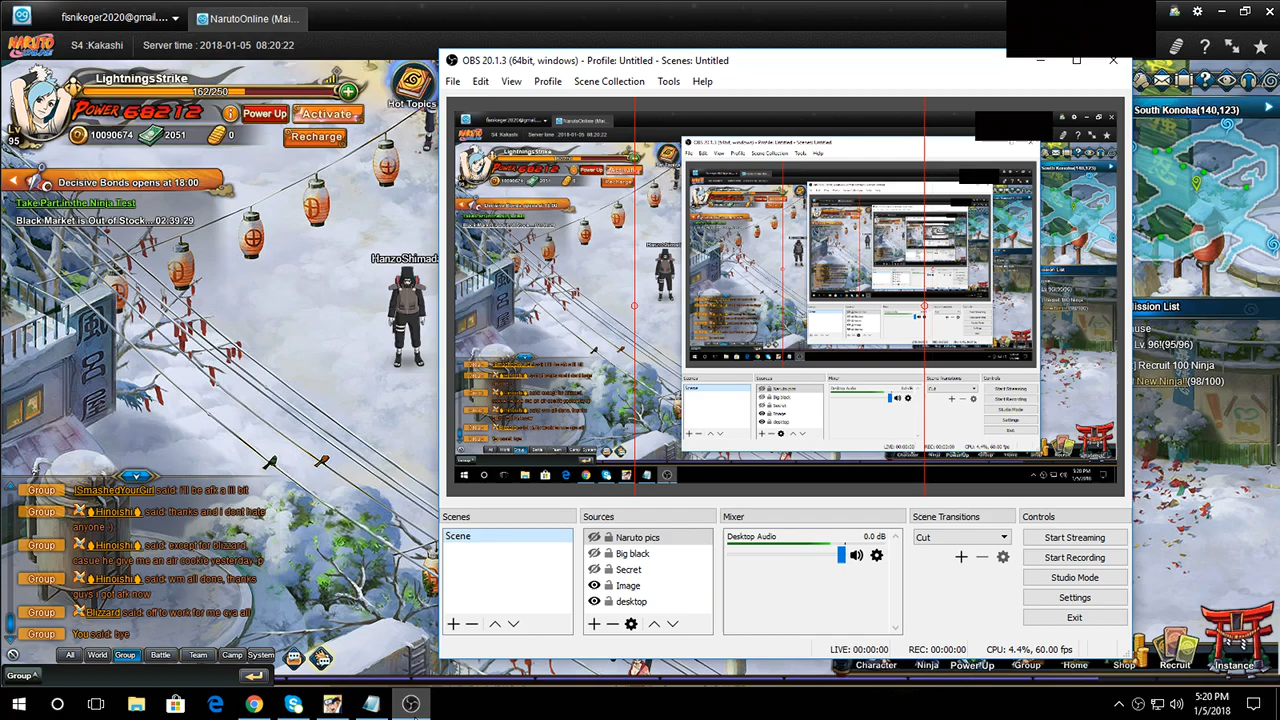 fisnikeger2020@gmail....
NarutoOnline (Mai...
NARUTO
S4 :Kakashi
Server time : 2018-01-05 08:20:22
LightningsStrike
162/250
POWER 68212
Power Up
Activate
Hot Topics
Lv
95
10090674
2051
0
Recharge
Decisive Bonds opens at 18:00
Take Part in the Ninja Test
Black Market is Out of Stock... 02:39:29
HanzoShimad
Group ISmashedYourGirl said: i'll be afk a lil bit
Group Hinoishi said: thanks and i dont hate
anyone :)
Group Hinoishi said: except for blizzard,
casue he give me an air cookie yesterday :p
Group Hinoishi said: wm all done, thanks
guys i got afk now
Group Blizzard said: off to work for me cya all
Group You said: bye
All World Group Battle Team Camp System
Group
OBS 20.1.3 (64bit, windows) - Profile: Untitled - Scenes: Untitled
File Edit View Profile Scene Collection Tools Help
Scenes
Scene
Sources
Naruto pics
Big black
Secret
Image
desktop
Mixer
Desktop Audio 0.0 dB
Scene Transitions
Cut
Controls
Start Streaming
Start Recording
Studio Mode
Settings
Exit
LIVE: 00:00:00
REC: 00:00:00
CPU: 4.4%, 60.00 fps
South Konoha(140,123)
ission List
Lv. 96(95/96)
Recruit 100 Ninja
New Ninja!(98/100)
Character Ninja PowerUp Group Home Shop Recruit Instance
5:20 PM
1/5/2018